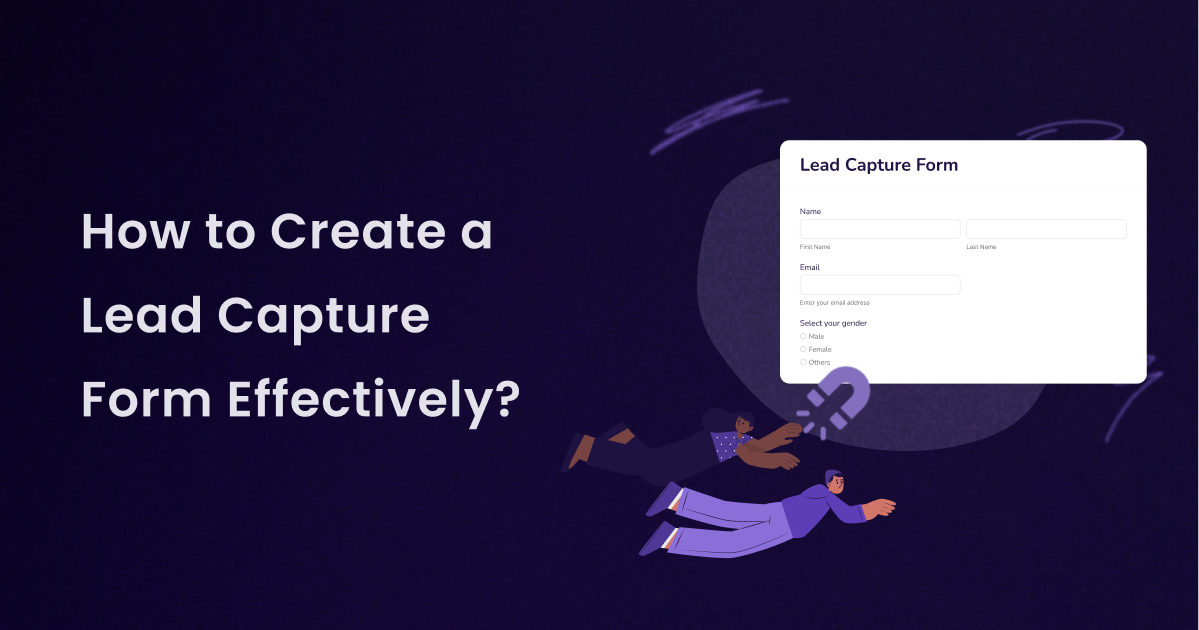 How to Create a
Lead Capture
Form Effectively?
Lead Capture Form
Name
First Name Last Name
Email
Enter your email address
Select your gender
Male
Female
Others